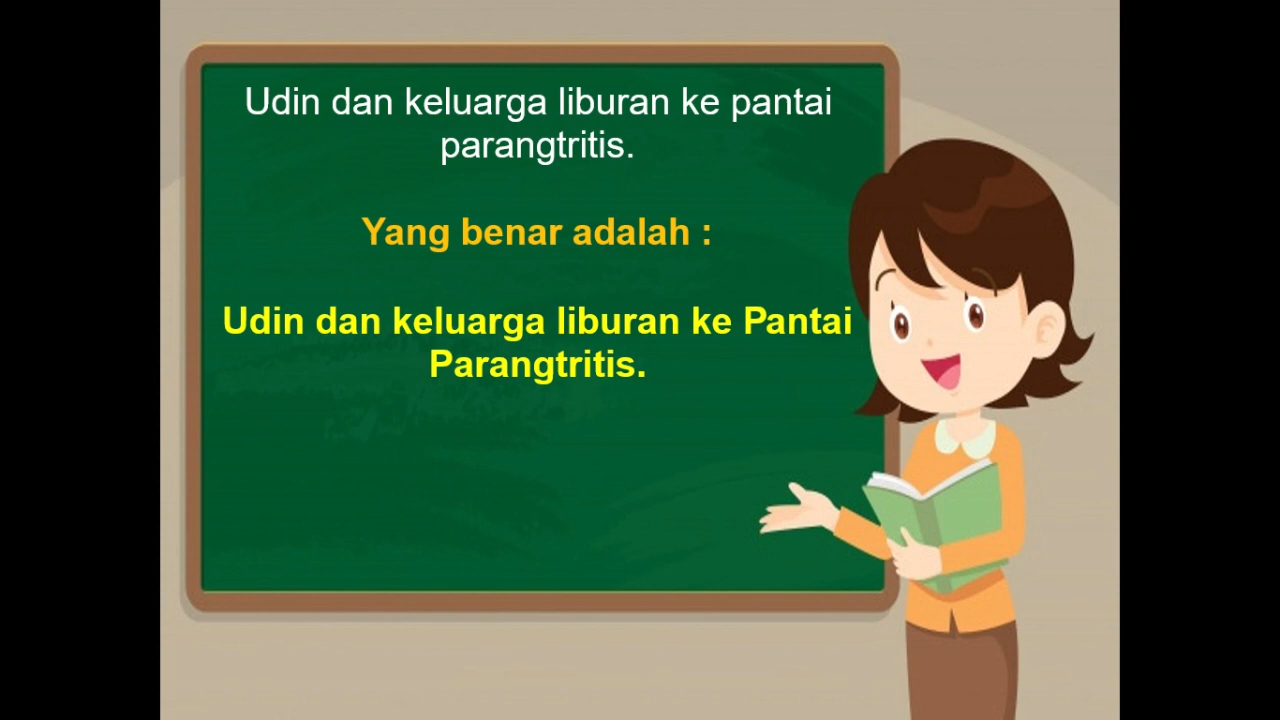 Udin dan keluarga liburan ke pantai
parangtritis.
Yang benar adalah :
Udin dan keluarga liburan ke Pantai
Parangtritis.